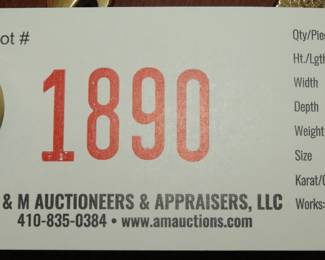 ot #
1890
& M AUCTIONEERS & APPRAISERS, LLC
410-835-0384 • www.amauctions.com
Qty/Pie
Ht./Lgth
Width
Depth
Weight
Size
Karat/
Works: